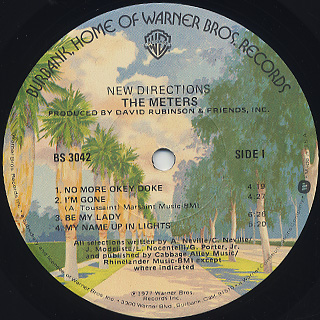 BURBANK, HOME OF WARNER BROS. RECORDS
NEW DIRECTIONS
THE METERS
PRODUCED BY DAVID RUBINSON & FRIENDS, INC.
BS 3042
SIDE 1
1. NO MORE OKEY DOKE 4:19
2. I'M GONE 4:27
(A. Toussaint) Marsaint Music/BMI
3. BE MY LADY 6:26
4. MY NAME UP IN LIGHTS 5:20
All selections written by A. Neville/C. Neville/
J. Modeliste/L. Nocentelli/G. Porter, Jr.
and published by Cabbage Alley Music/
Rhinelander Music-BMI except
where indicated
℗1977 Warner Bros.
Records Inc.